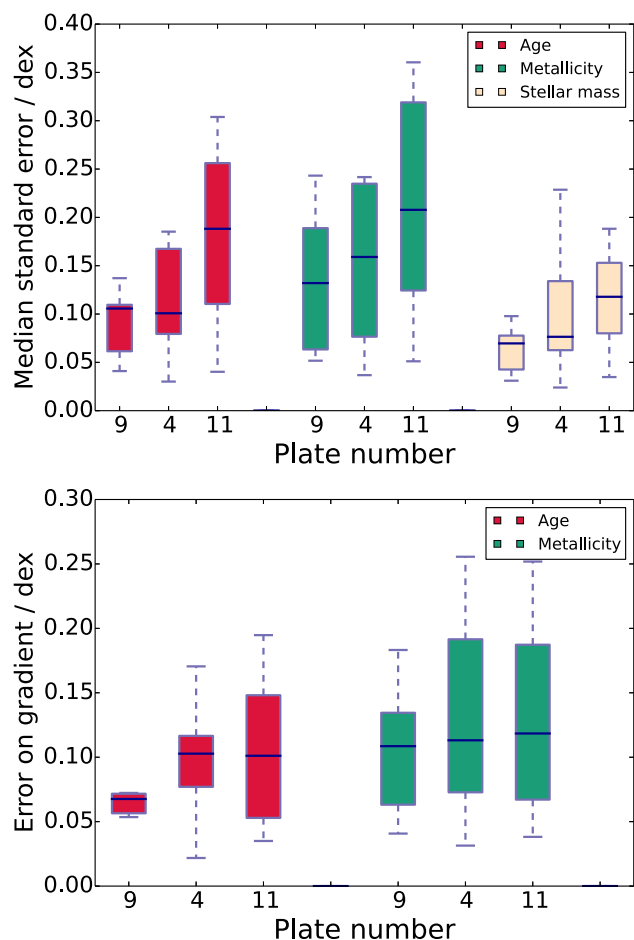 0.40
0.35
0.30
0.25
0.20
0.15
0.10
0.05
0.00
Median standard error / dex
Age
Metallicity
Stellar mass
9 4 11 9 4 11 9 4 11
Plate number
0.30
0.25
0.20
0.15
0.10
0.05
0.00
Error on gradient / dex
Age
Metallicity
9 4 11 9 4 11
Plate number